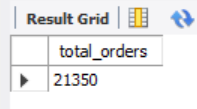 Result Grid
total_orders
21350